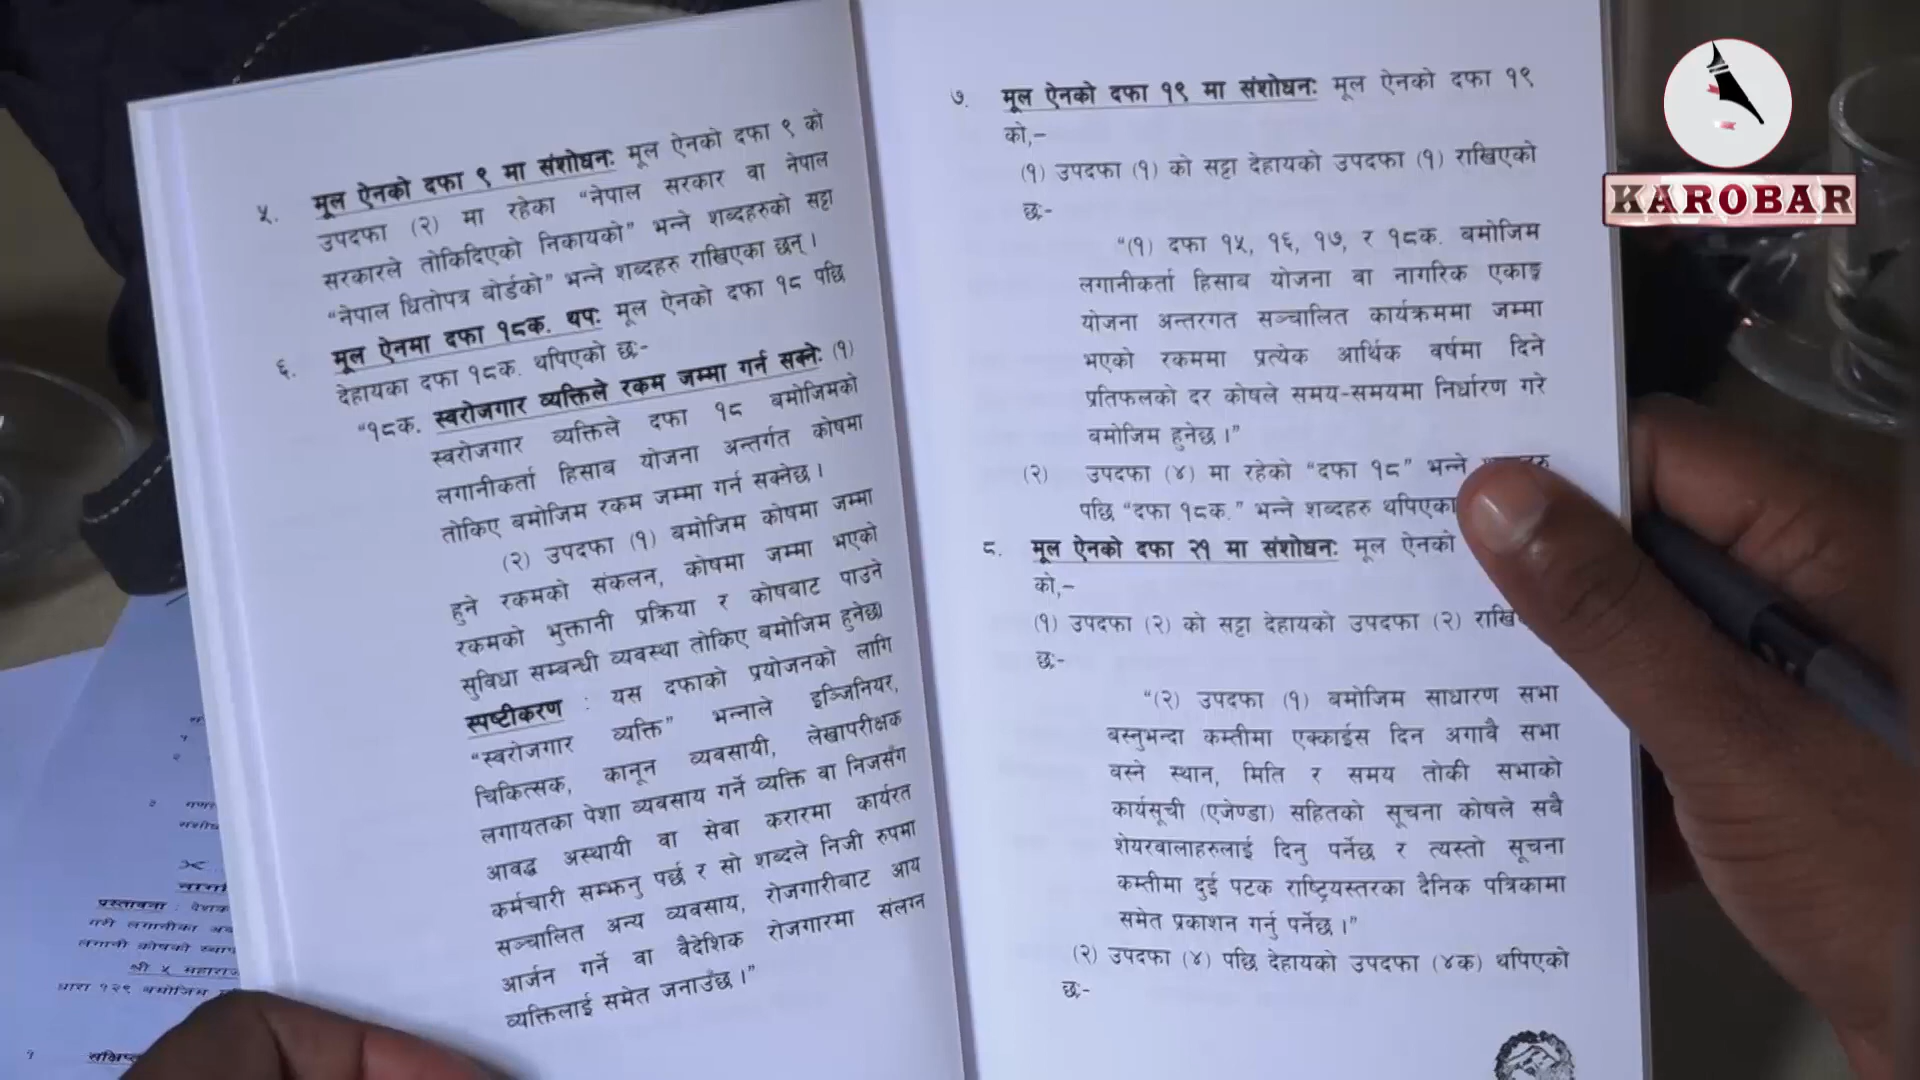 ५. मूल ऐनको दफा ९ मा संशोधनः मूल ऐनको दफा ९ को
उपदफा (२) मा रहेका "नेपाल सरकार वा नेपाल
सरकारले तोकिदिएको निकायको" भन्ने शब्दहरुको सट्टा
"नेपाल धितोपत्र बोर्डको" भन्ने शब्दहरु राखिएका छन् ।
६. मूल ऐनमा दफा १८क. थपः मूल ऐनको दफा १८ पछि
देहायका दफा १८क. थपिएको छः-
"१८क. स्वरोजगार व्यक्तिले रकम जम्मा गर्न सक्नेः (१)
स्वरोजगार व्यक्तिले दफा १८ बमोजिमको
लगानीकर्ता हिसाब योजना अन्तर्गत कोषमा
तोकिए बमोजिम रकम जम्मा गर्न सक्नेछ ।
(२) उपदफा (१) बमोजिम कोषमा जम्मा
हुने रकमको संकलन, कोषमा जम्मा भएको
रकमको भुक्तानी प्रक्रिया र कोषबाट पाउने
सुविधा सम्बन्धी व्यवस्था तोकिए बमोजिम हुनेछ।
स्पष्टीकरण : यस दफाको प्रयोजनको लागि
"स्वरोजगार व्यक्ति" भन्नाले इञ्जिनियर,
चिकित्सक, कानून व्यवसायी, लेखापरीक्षक
लगायतका पेशा व्यवसाय गर्ने व्यक्ति वा निजसँग
आवद्ध अस्थायी वा सेवा करारमा कार्यरत
कर्मचारी सम्झनु पर्छ र सो शब्दले निजी रुपमा
सञ्चालित अन्य व्यवसाय, रोजगारीबाट आय
आर्जन गर्ने वा वैदेशिक रोजगारमा संलग्न
व्यक्तिलाई समेत जनाउँछ ।"
७. मूल ऐनको दफा १९ मा संशोधनः मूल ऐनको दफा १९
को,-
(१) उपदफा (१) को सट्टा देहायको उपदफा (१) राखिएको
छः-
"(१) दफा १५, १६, १७, र १८क. बमोजिम
लगानीकर्ता हिसाब योजना वा नागरिक एकाङ्क
योजना अन्तरगत सञ्चालित कार्यक्रममा जम्मा
भएको रकममा प्रत्येक आर्थिक वर्षमा दिने
प्रतिफलको दर कोषले समय-समयमा निर्धारण गरे
बमोजिम हुनेछ ।"
(२) उपदफा (४) मा रहेको "दफा १८" भन्ने
पछि "दफा १८क." भन्ने शब्दहरु थपिएका
८. मूल ऐनको दफा २१ मा संशोधनः मूल ऐनको
को,-
(१) उपदफा (२) को सट्टा देहायको उपदफा (२)
छः-
"(२) उपदफा (१) बमोजिम साधारण सभा
बस्नुभन्दा कम्तीमा एक्काईस दिन अगावै सभा
बस्ने स्थान, मिति र समय तोकी सभाको
कार्यसूची (एजेण्डा) सहितको सूचना कोषले सबै
शेयरवालाहरुलाई दिनु पर्नेछ र त्यस्तो सूचना
कम्तीमा दुई पटक राष्ट्रियस्तरका दैनिक पत्रिकामा
समेत प्रकाशन गर्नु पर्नेछ ।"
(२) उपदफा (४) पछि देहायको उपदफा (४क) थपिएको
छः-
KAROBAR
प्रस्तावना :
लगानी कोषको
श्री ५
धारा १२९ बमोजिम
१